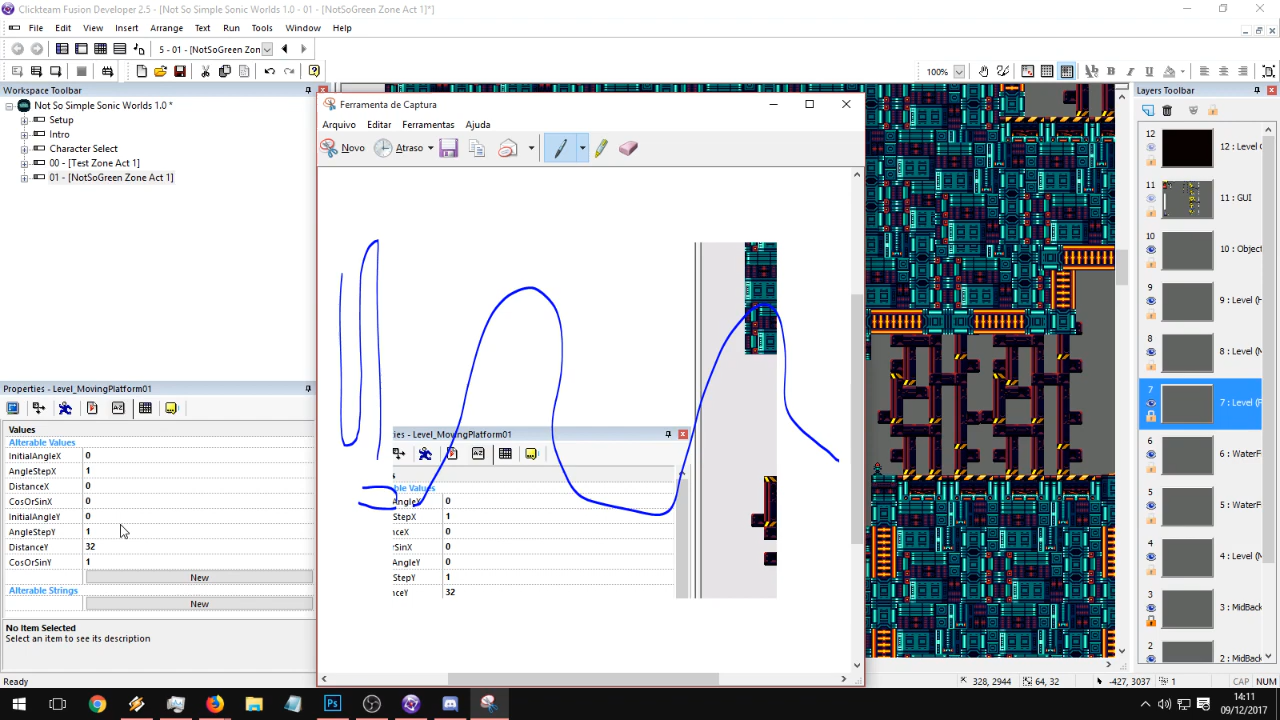 Clickteam Fusion Developer 2.5 - [Not So Simple Sonic Worlds 1.0 - 01 - [NotSoGreen Zone Act 1]*]
File Edit View Insert Arrange Text Run Tools Window Help
5 - 01 - [NotSoGreen Zon
100%
Workspace Toolbar
Not So Simple Sonic Worlds 1.0 *
Setup
Intro
Character Select
00 - [Test Zone Act 1]
01 - [NotSoGreen Zone Act 1]
Properties - Level_MovingPlatform01
Values
Alterable Values
InitialAngleX 0
AngleStepX 1
DistanceX 0
CosOrSinX 0
InitialAngleY 0
AngleStepY 1
DistanceY 32
CosOrSinY 1
New
Alterable Strings
New
No Item Selected
Select an item to see its description
Ferramenta de Captura
Arquivo Editar Ferramentas Ajuda
Atraso
ies - Level_MovingPlatform01
ble Values
AngleX 0
StepX 1
ceX 0
SinX 0
AngleY 0
StepY 1
nceY 32
Layers Toolbar
12 12 : Level
11 11 : GUI
10 10 : Object
9 9 : Level (
8 8 : Level (
7 7 : Level (
6 6 : WaterF
5 5 : WaterF
4 4 : Level (
3 3 : MidBac
2 2 : MidBac
Ready
328, 2944
64, 32
-427, 3037
1
CAP NUM
14:11
09/12/2017